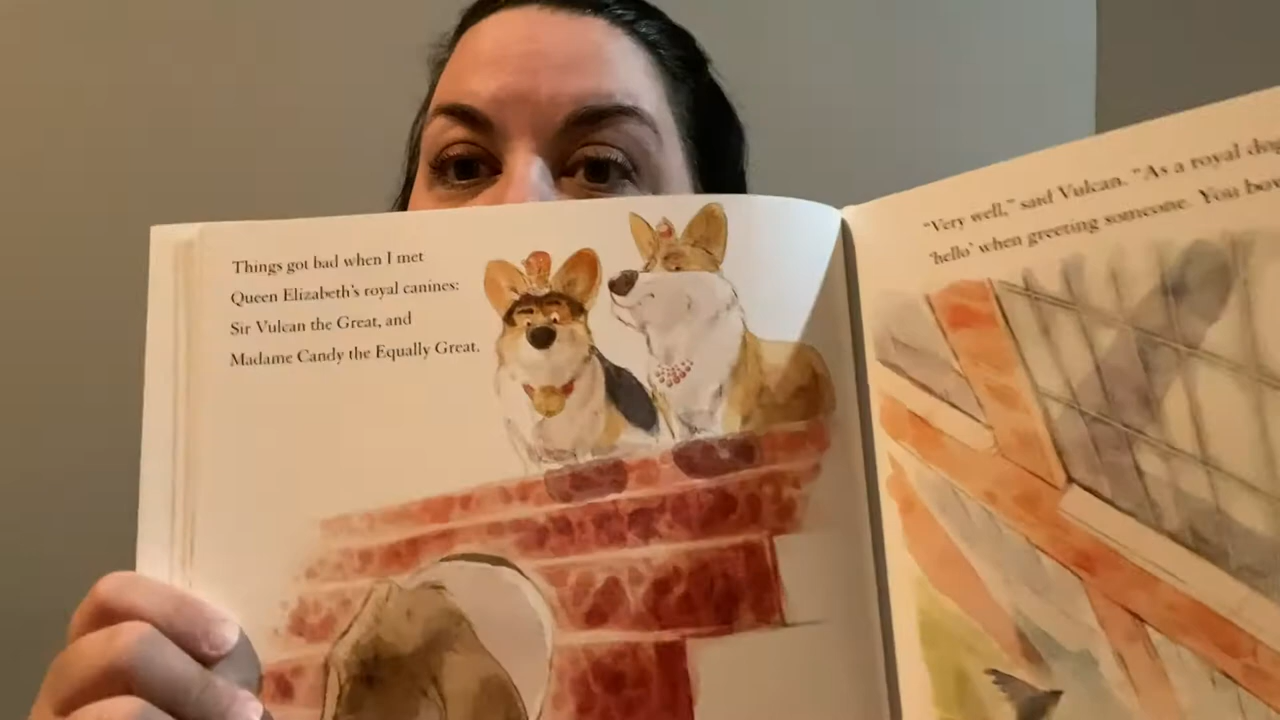 Things got bad when I met
Queen Elizabeth's royal canines:
Sir Vulcan the Great, and
Madame Candy the Equally Great.
"Very well," said Vulcan. "As a royal dog
'hello' when greeting someone. You bow